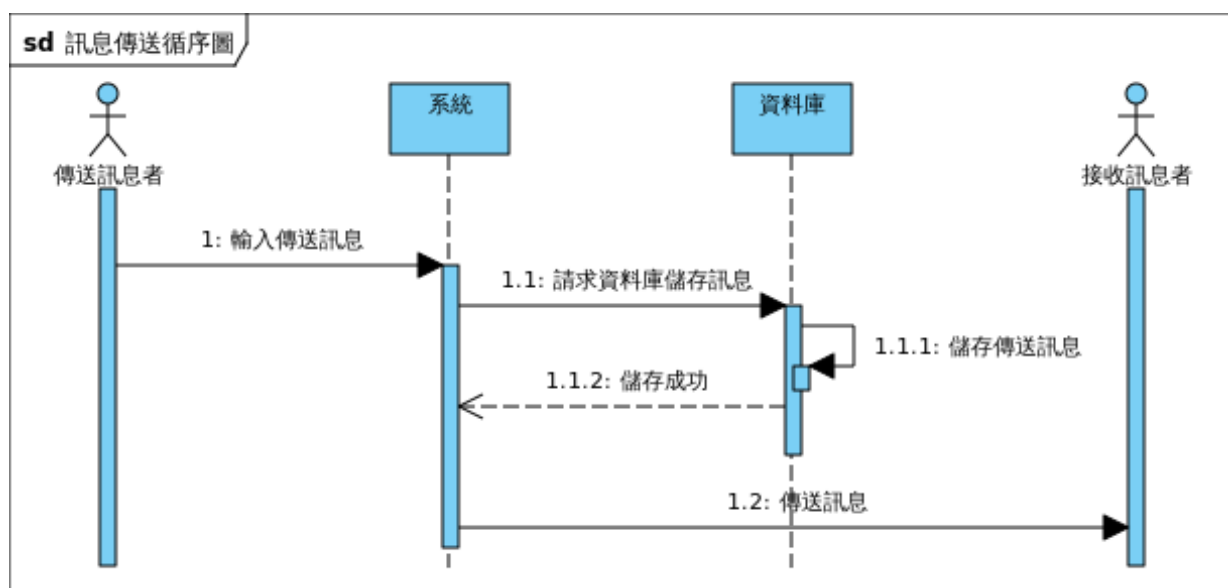 sd 訊息傳送循序圖
系統
資料庫
傳送訊息者
接收訊息者
1: 輸入傳送訊息
1.1: 請求資料庫儲存訊息
1.1.1: 儲存傳送訊息
1.1.2: 儲存成功
1.2: 傳送訊息